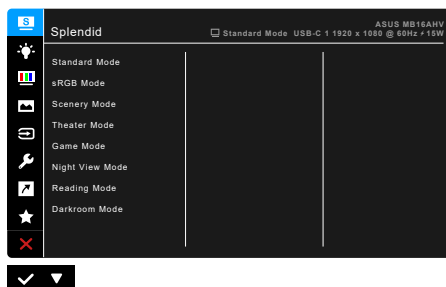 S
Splendid
ASUS MB16AHV
Standard Mode USB-C 1 1920 x 1080 @ 60Hz ⚡15W
Standard Mode
sRGB Mode
Scenery Mode
Theater Mode
Game Mode
Night View Mode
Reading Mode
Darkroom Mode